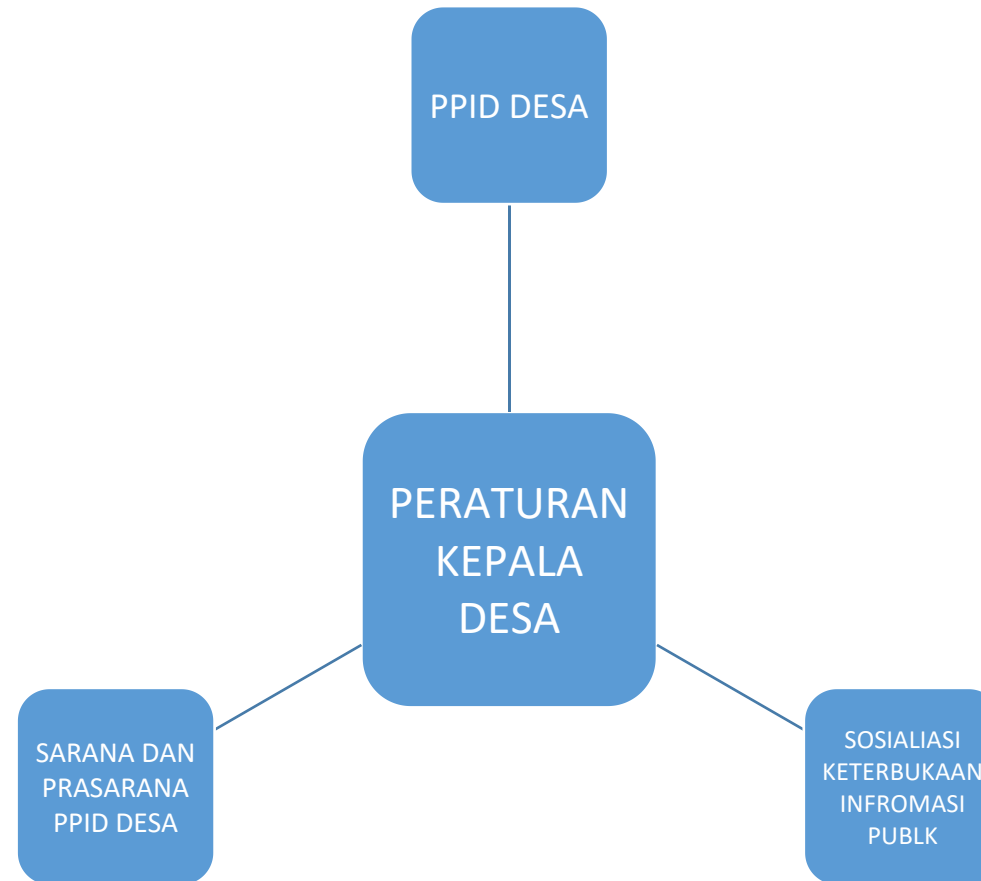 PPID DESA
PERATURAN
KEPALA
DESA
SARANA DAN
PRASARANA
PPID DESA
SOSIALIASI
KETERBUKAAN
INFROMASI
PUBLK